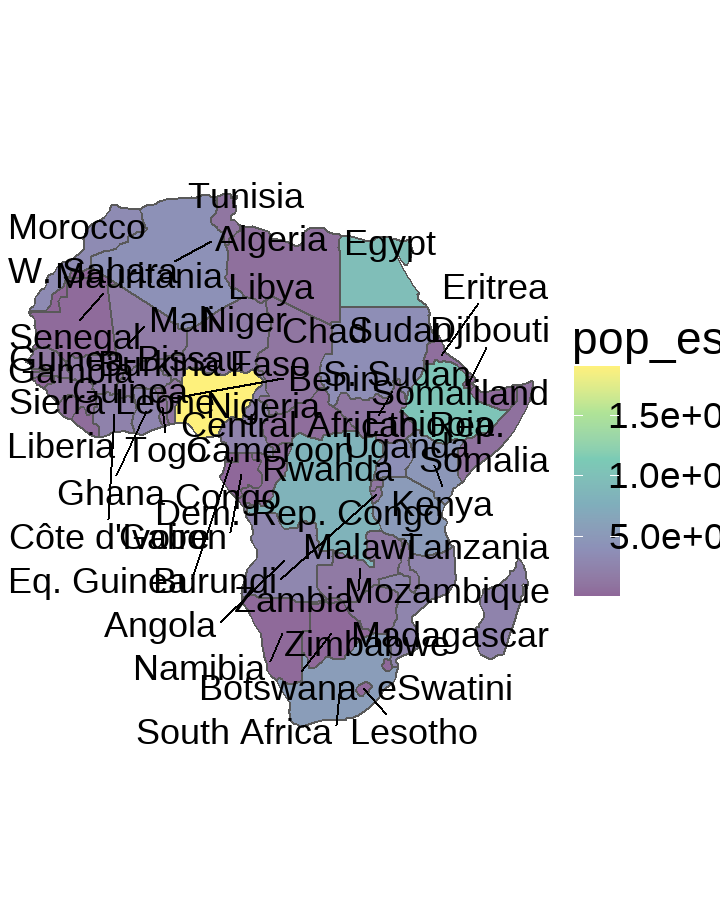 Tunisia
Morocco
Algeria
Egypt
W. Sahara
Mauritania
Libya
Eritrea
Mali
Niger
Chad
Sudan
Djibouti
Senegal
Guinea-Bissau
Gambia
Burkina Faso
Benin
S. Sudan
Somaliland
Guinea
Sierra Leone
Nigeria
Central African Rep.
Ethiopia
Liberia
Togo
Cameroon
Uganda
Rwanda
Somalia
Ghana
Congo
Dem. Rep. Congo
Kenya
Côte d'Ivoire
Gabon
Malawi
Tanzania
Eq. Guinea
Burundi
Zambia
Mozambique
Angola
Zimbabwe
Madagascar
Namibia
Botswana
eSwatini
South Africa
Lesotho
pop_es
1.5e+0
1.0e+0
5.0e+0